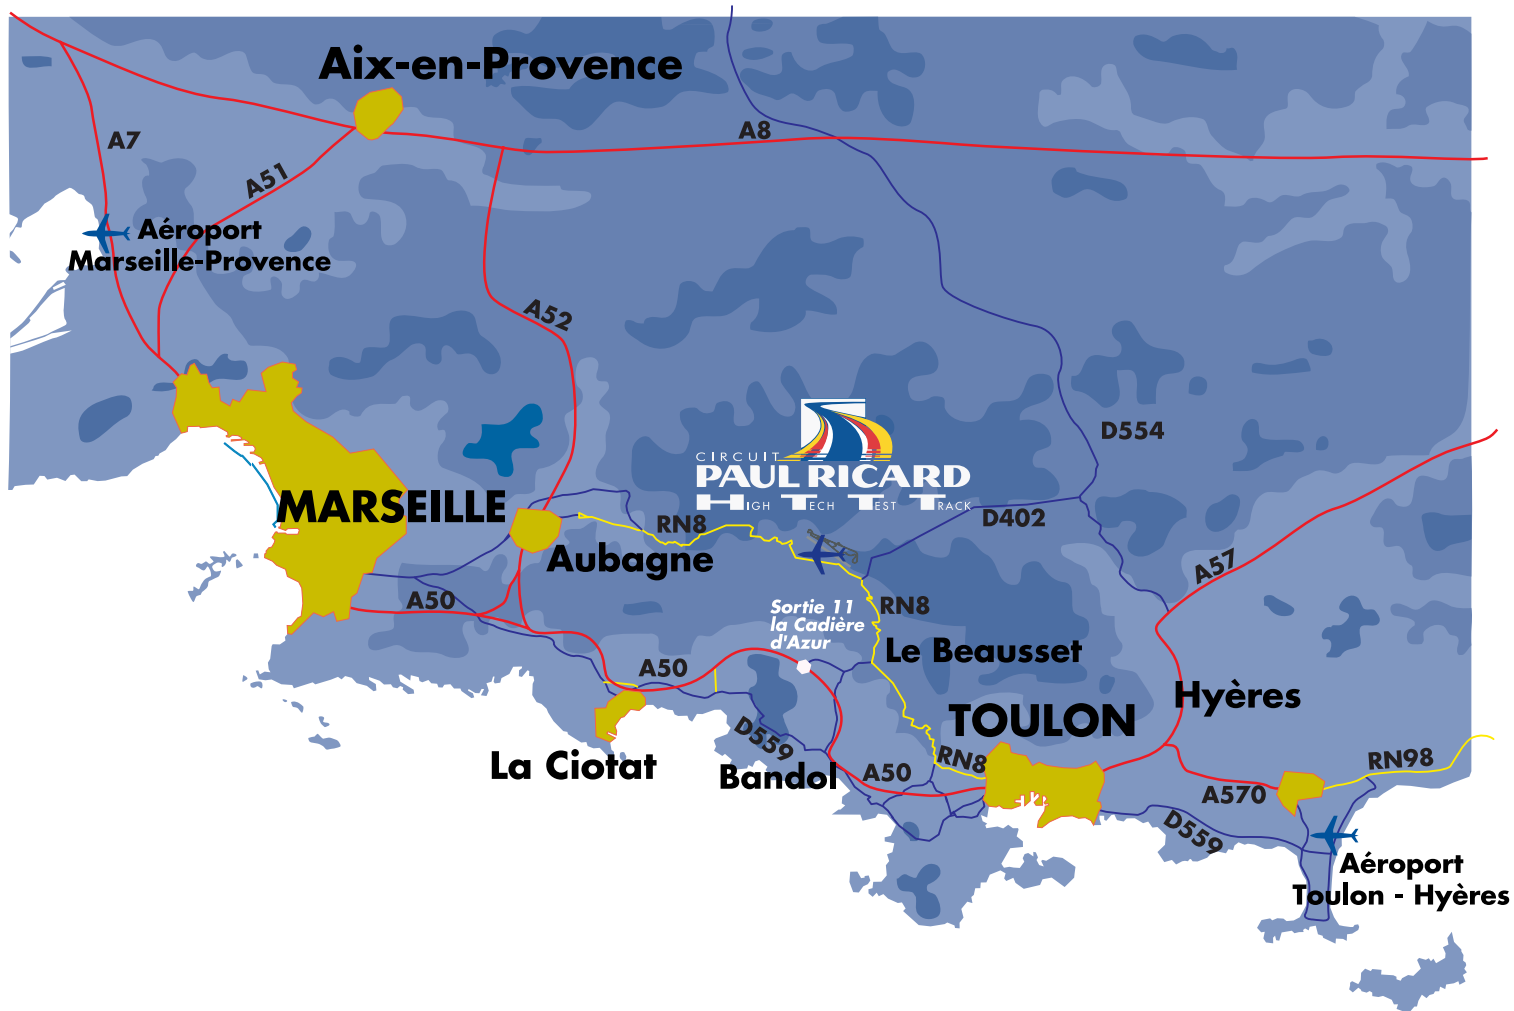 Aix-en-Provence
A7
A8
A51
Aéroport
Marseille-Provence
A52
D554
CIRCUIT
PAUL RICARD
HIGH TECH TEST TRACK
MARSEILLE
RN8
D402
Aubagne
A57
A50
Sortie 11
la Cadière
d'Azur
RN8
Le Beausset
A50
Hyères
TOULON
D559
La Ciotat
Bandol
A50
RN8
RN98
A570
D559
Aéroport
Toulon - Hyères